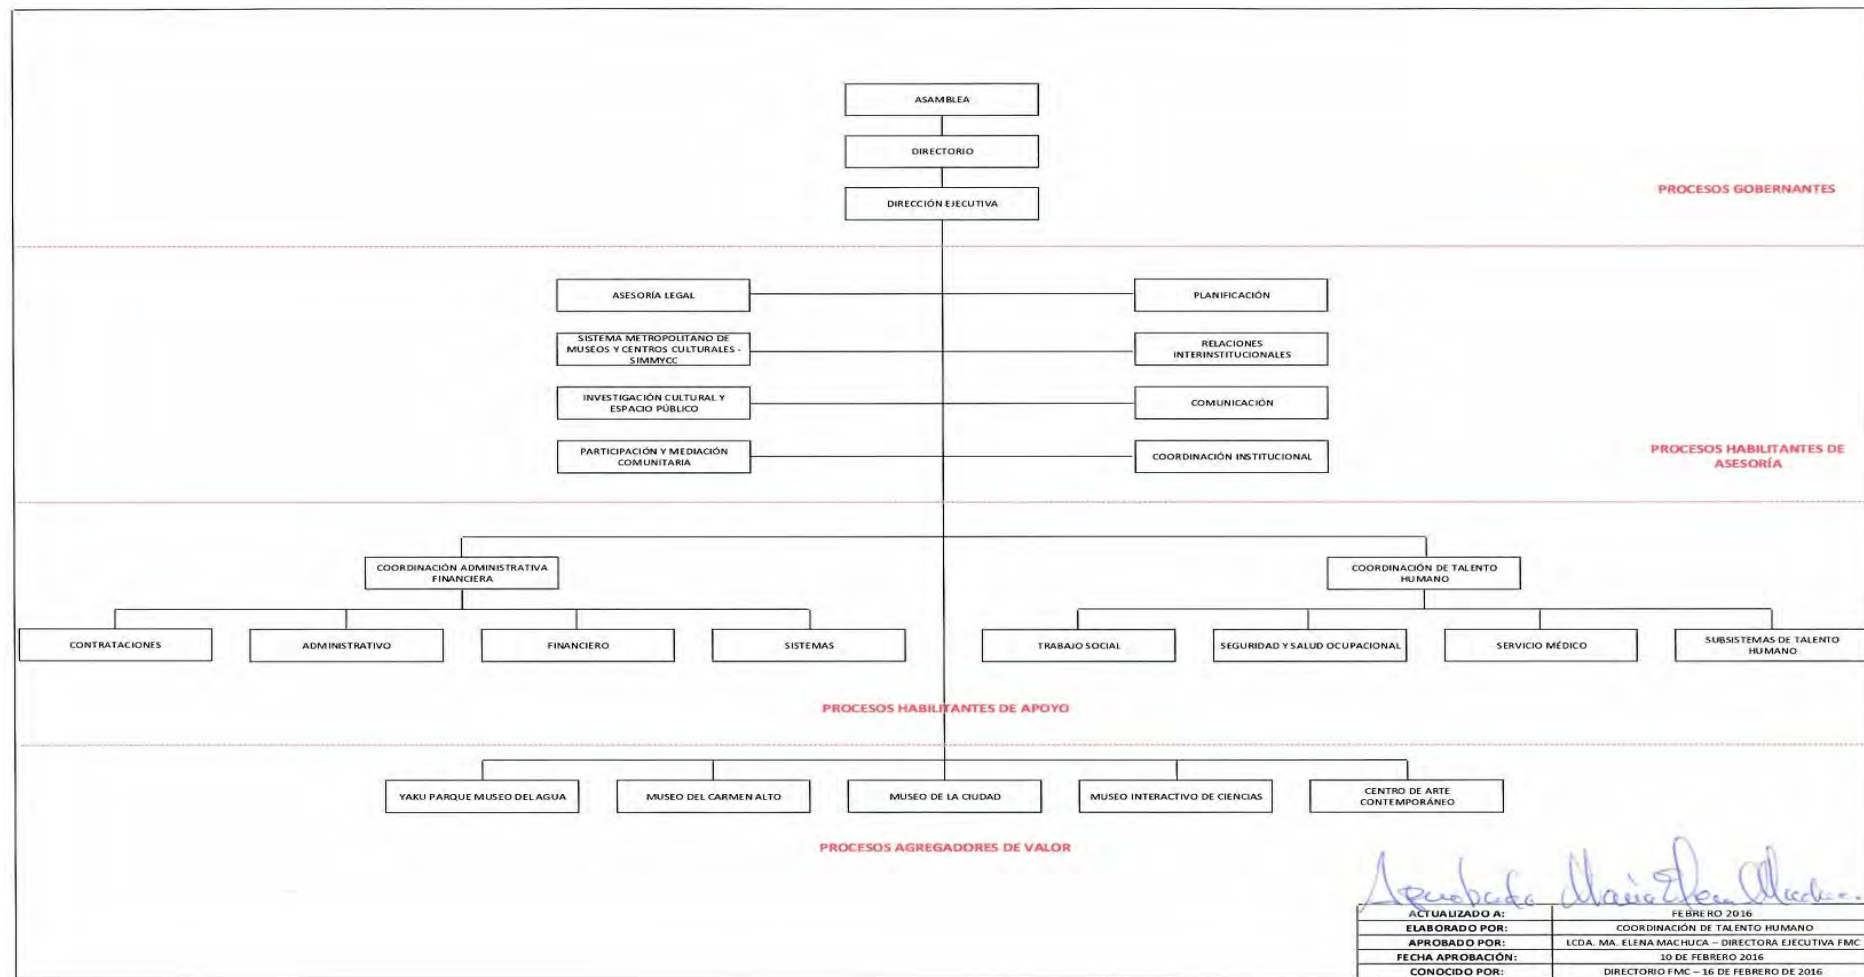 ASAMBLEA
DIRECTORIO
DIRECCIÓN EJECUTIVA
PROCESOS GOBERNANTES
ASESORÍA LEGAL
PLANIFICACIÓN
SISTEMA METROPOLITANO DE
MUSEOS Y CENTROS CULTURALES -
SIMMYCC
RELACIONES
INTERINSTITUCIONALES
INVESTIGACIÓN CULTURAL Y
ESPACIO PÚBLICO
COMUNICACIÓN
PARTICIPACIÓN Y MEDIACIÓN
COMUNITARIA
COORDINACIÓN INSTITUCIONAL
PROCESOS HABILITANTES DE
ASESORÍA
COORDINACIÓN ADMINISTRATIVA
FINANCIERA
COORDINACIÓN DE TALENTO
HUMANO
CONTRATACIONES
ADMINISTRATIVO
FINANCIERO
SISTEMAS
TRABAJO SOCIAL
SEGURIDAD Y SALUD OCUPACIONAL
SERVICIO MÉDICO
SUBSISTEMAS DE TALENTO
HUMANO
PROCESOS HABILITANTES DE APOYO
YAKU PARQUE MUSEO DEL AGUA
MUSEO DEL CARMEN ALTO
MUSEO DE LA CIUDAD
MUSEO INTERACTIVO DE CIENCIAS
CENTRO DE ARTE
CONTEMPORÁNEO
PROCESOS AGREGADORES DE VALOR
Aprobado María Elena Machuca
ACTUALIZADO A: FEBRERO 2016
ELABORADO POR: COORDINACIÓN DE TALENTO HUMANO
APROBADO POR: LCDA. MA. ELENA MACHUCA – DIRECTORA EJECUTIVA FMC
FECHA APROBACIÓN: 10 DE FEBRERO 2016
CONOCIDO POR: DIRECTORIO FMC – 16 DE FEBRERO DE 2016